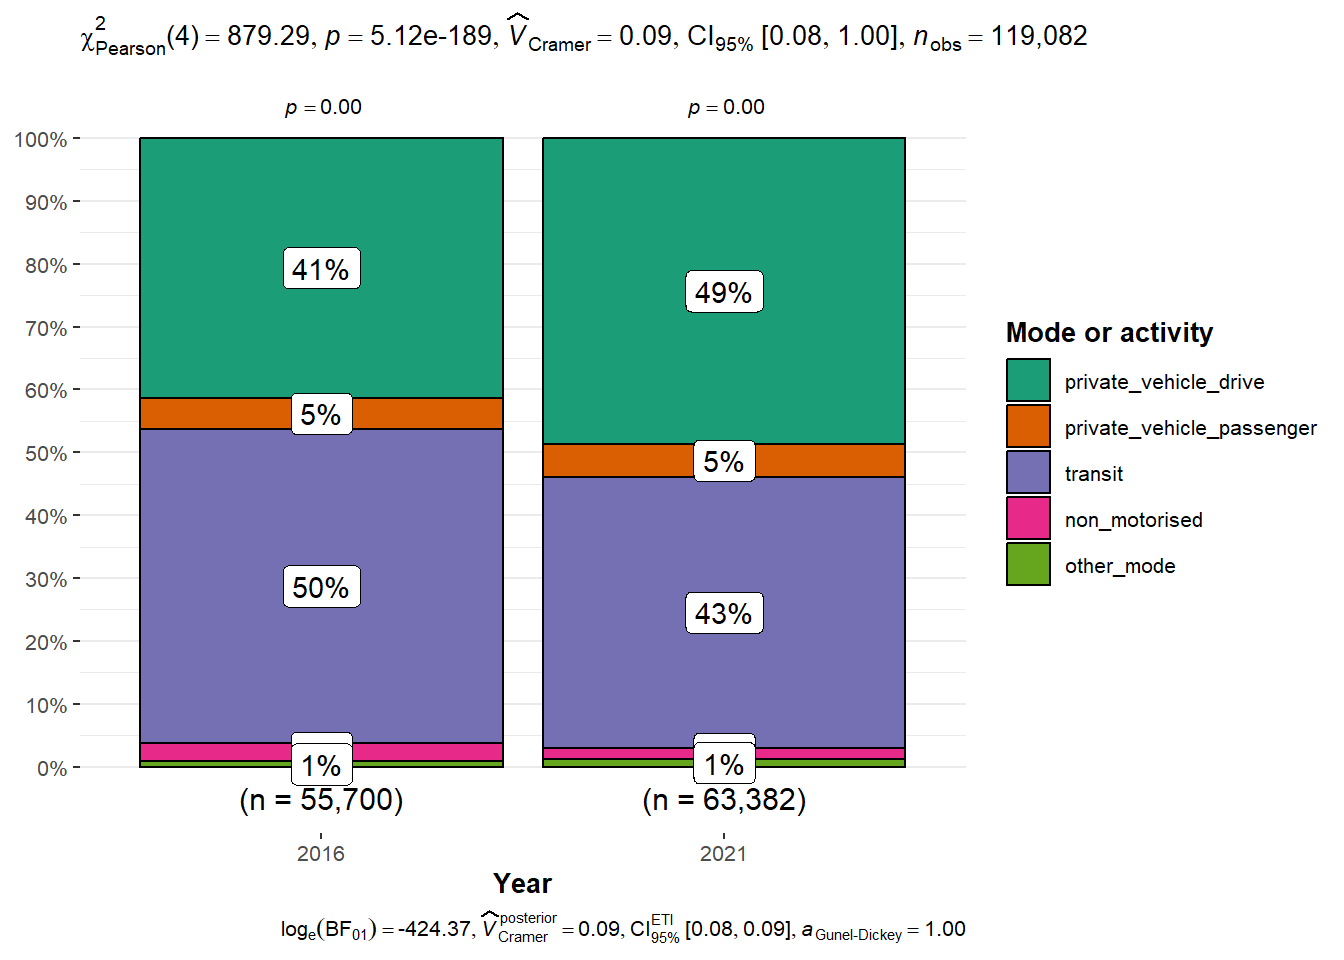 χ²Pearson(4) = 879.29, p = 5.12e-189, V̂Cramer = 0.09, CI95% [0.08, 1.00], nobs = 119,082
p = 0.00 p = 0.00
100%
90%
80%
70%
60%
50%
40%
30%
20%
10%
0%
41%
5%
50%
1%
(n = 55,700)
49%
5%
43%
1%
(n = 63,382)
2016 2021
Year
Mode or activity
private_vehicle_drive
private_vehicle_passenger
transit
non_motorised
other_mode
loge(BF01) = -424.37, V̂posteriorCramer = 0.09, CIETI95% [0.08, 0.09], aGunel-Dickey = 1.00